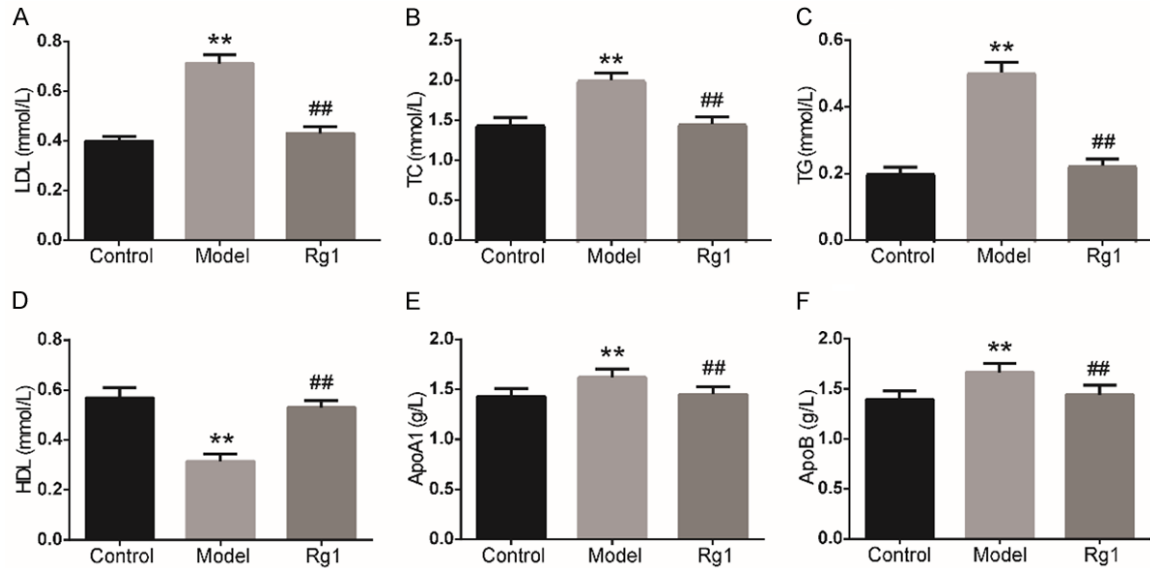 A
LDL (mmol/L)
0.8
0.6
0.4
0.2
0.0
**
##
Control Model Rg1
B
TC (mmol/L)
2.5
2.0
1.5
1.0
0.5
0.0
**
##
Control Model Rg1
C
TG (mmol/L)
0.6
0.4
0.2
0.0
**
##
Control Model Rg1
D
HDL (mmol/L)
0.8
0.6
0.4
0.2
0.0
**
##
Control Model Rg1
E
ApoA1 (g/L)
2.0
1.5
1.0
0.5
0.0
**
##
Control Model Rg1
F
ApoB (g/L)
2.0
1.5
1.0
0.5
0.0
**
##
Control Model Rg1